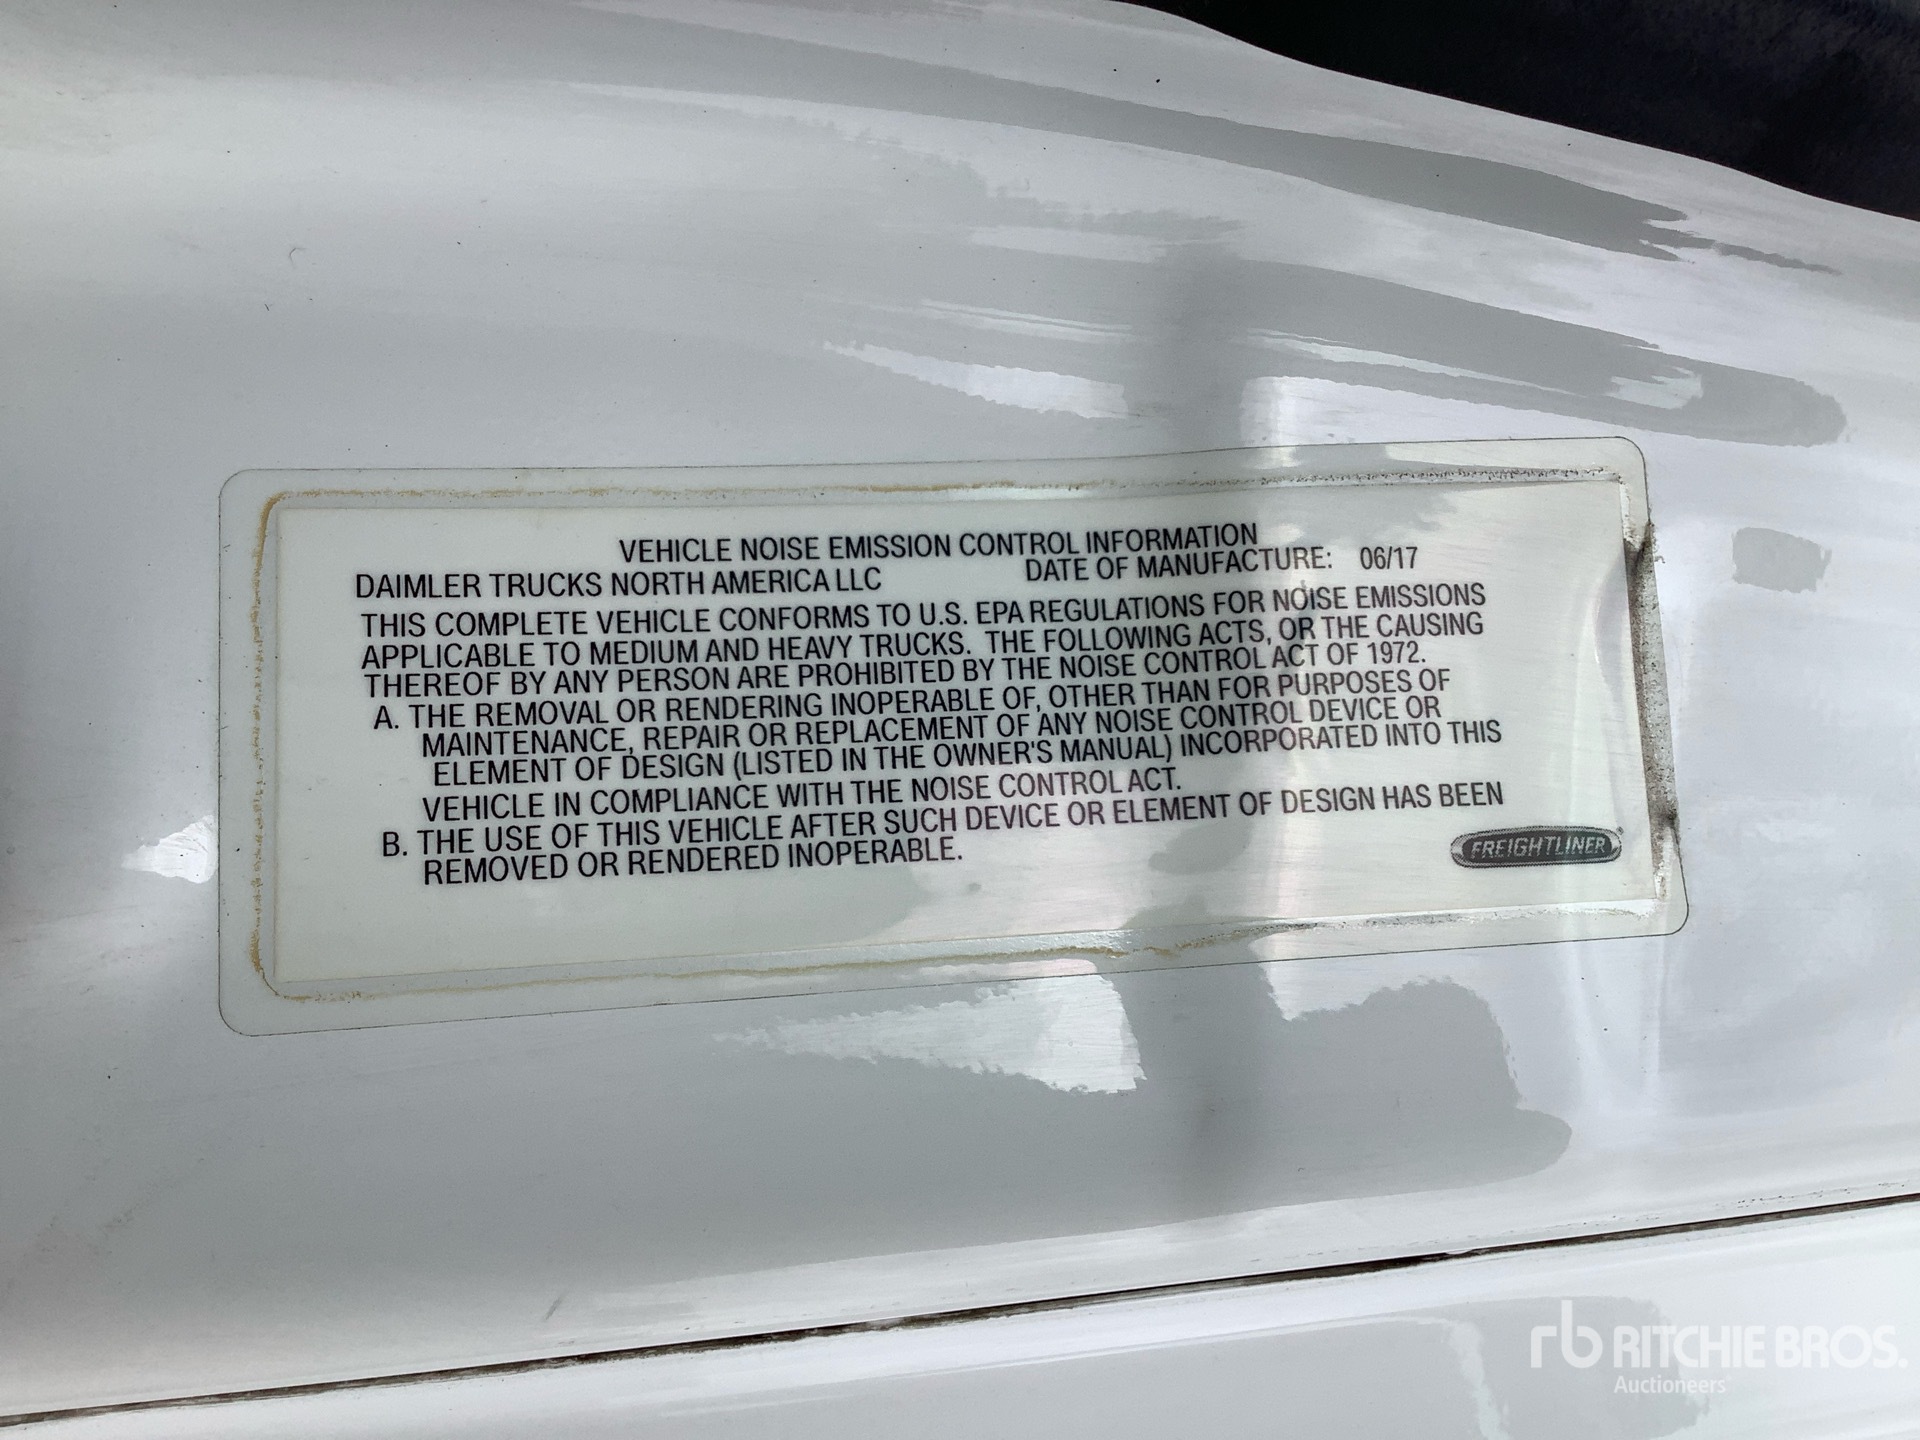 VEHICLE NOISE EMISSION CONTROL INFORMATION
DAIMLER TRUCKS NORTH AMERICA LLC DATE OF MANUFACTURE: 06/17
THIS COMPLETE VEHICLE CONFORMS TO U.S. EPA REGULATIONS FOR NOISE EMISSIONS
APPLICABLE TO MEDIUM AND HEAVY TRUCKS. THE FOLLOWING ACTS, OR THE CAUSING
THEREOF BY ANY PERSON ARE PROHIBITED BY THE NOISE CONTROL ACT OF 1972.
A. THE REMOVAL OR RENDERING INOPERABLE OF, OTHER THAN FOR PURPOSES OF
MAINTENANCE, REPAIR OR REPLACEMENT OF ANY NOISE CONTROL DEVICE OR
ELEMENT OF DESIGN (LISTED IN THE OWNER'S MANUAL) INCORPORATED INTO THIS
VEHICLE IN COMPLIANCE WITH THE NOISE CONTROL ACT.
B. THE USE OF THIS VEHICLE AFTER SUCH DEVICE OR ELEMENT OF DESIGN HAS BEEN
REMOVED OR RENDERED INOPERABLE.
FREIGHTLINER
rb RITCHIE BROS.
Auctioneers